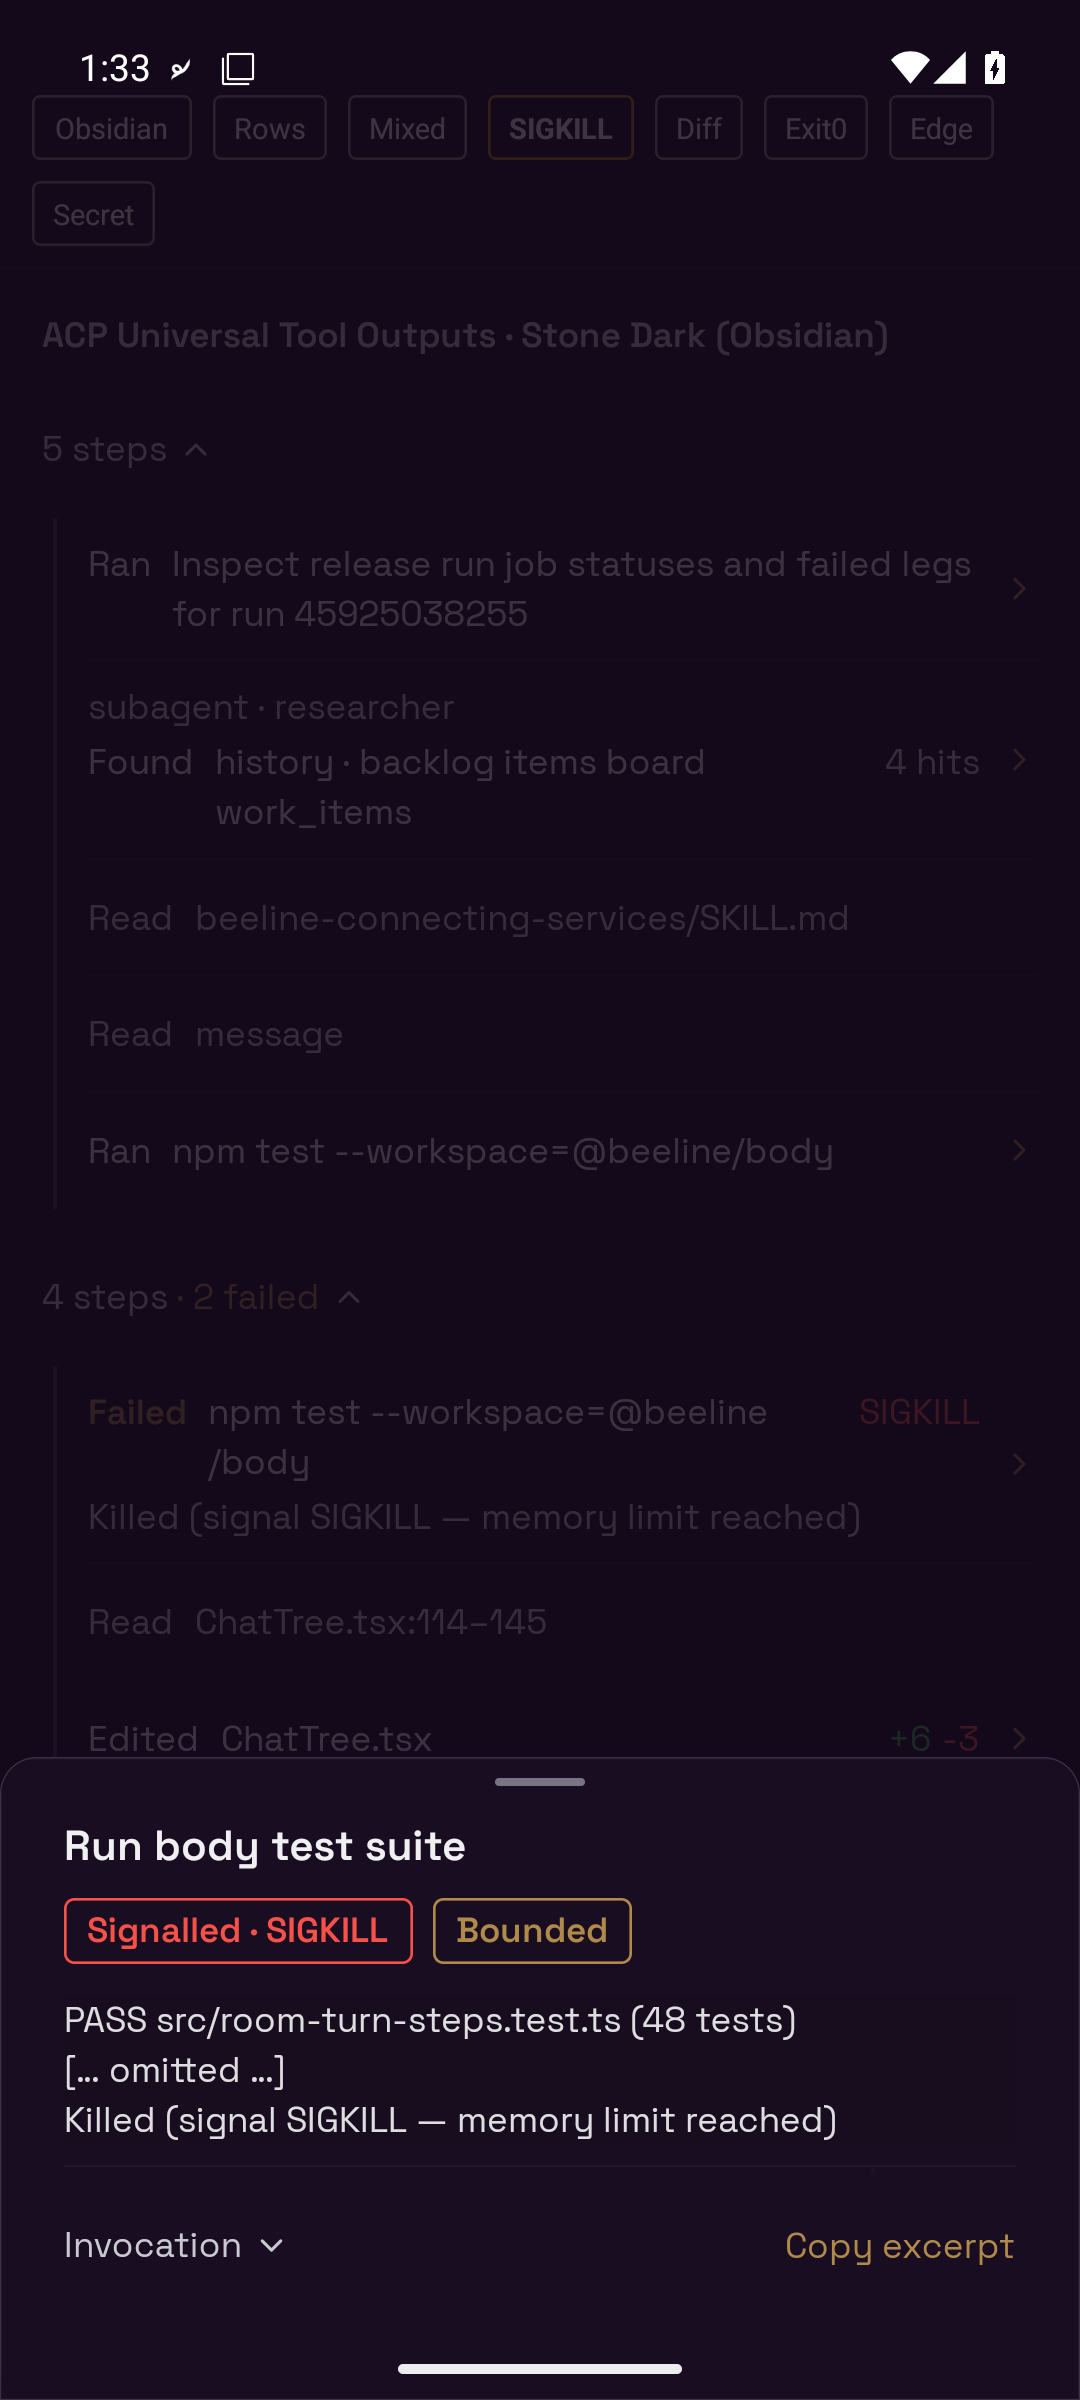 1:33
Obsidian Rows Mixed SIGKILL Diff Exit0 Edge
Secret
ACP Universal Tool Outputs · Stone Dark (Obsidian)
5 steps
Ran Inspect release run job statuses and failed legs
for run 45925038255
subagent · researcher
Found history · backlog items board 4 hits
work_items
Read beeline-connecting-services/SKILL.md
Read message
Ran npm test --workspace=@beeline/body
4 steps · 2 failed
Failed npm test --workspace=@beeline SIGKILL
/body
Killed (signal SIGKILL — memory limit reached)
Read ChatTree.tsx:114–145
Edited ChatTree.tsx +6 -3
Run body test suite
Signalled · SIGKILL Bounded
PASS src/room-turn-steps.test.ts (48 tests)
[… omitted …]
Killed (signal SIGKILL — memory limit reached)
Invocation Copy excerpt